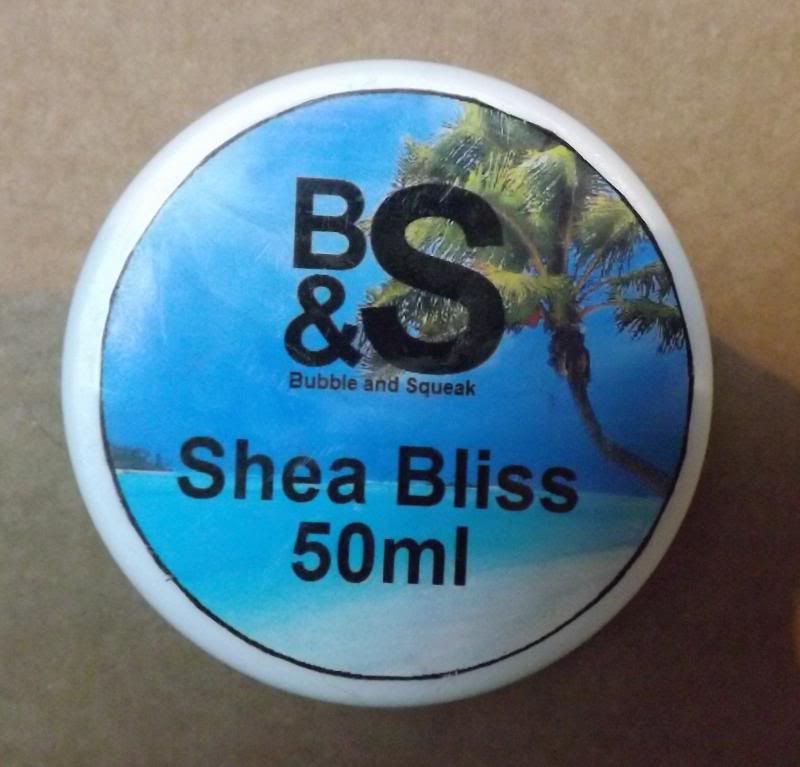 B&S
Bubble and Squeak
Shea Bliss
50ml